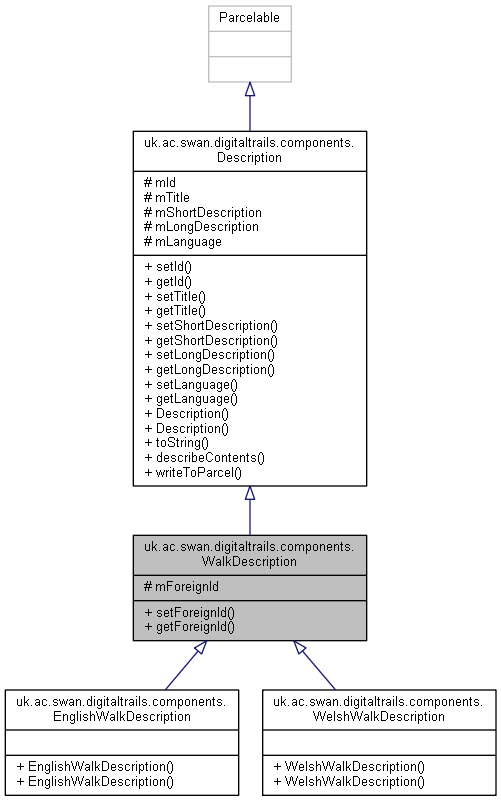 Parcelable
uk.ac.swan.digitaltrails.components.
Description
# mId
# mTitle
# mShortDescription
# mLongDescription
# mLanguage
+ setId()
+ getId()
+ setTitle()
+ getTitle()
+ setShortDescription()
+ getShortDescription()
+ setLongDescription()
+ getLongDescription()
+ setLanguage()
+ getLanguage()
+ Description()
+ Description()
+ toString()
+ describeContents()
+ writeToParcel()
uk.ac.swan.digitaltrails.components.
WalkDescription
# mForeignId
+ setForeignId()
+ getForeignId()
uk.ac.swan.digitaltrails.components.
EnglishWalkDescription
+ EnglishWalkDescription()
+ EnglishWalkDescription()
uk.ac.swan.digitaltrails.components.
WelshWalkDescription
+ WelshWalkDescription()
+ WelshWalkDescription()